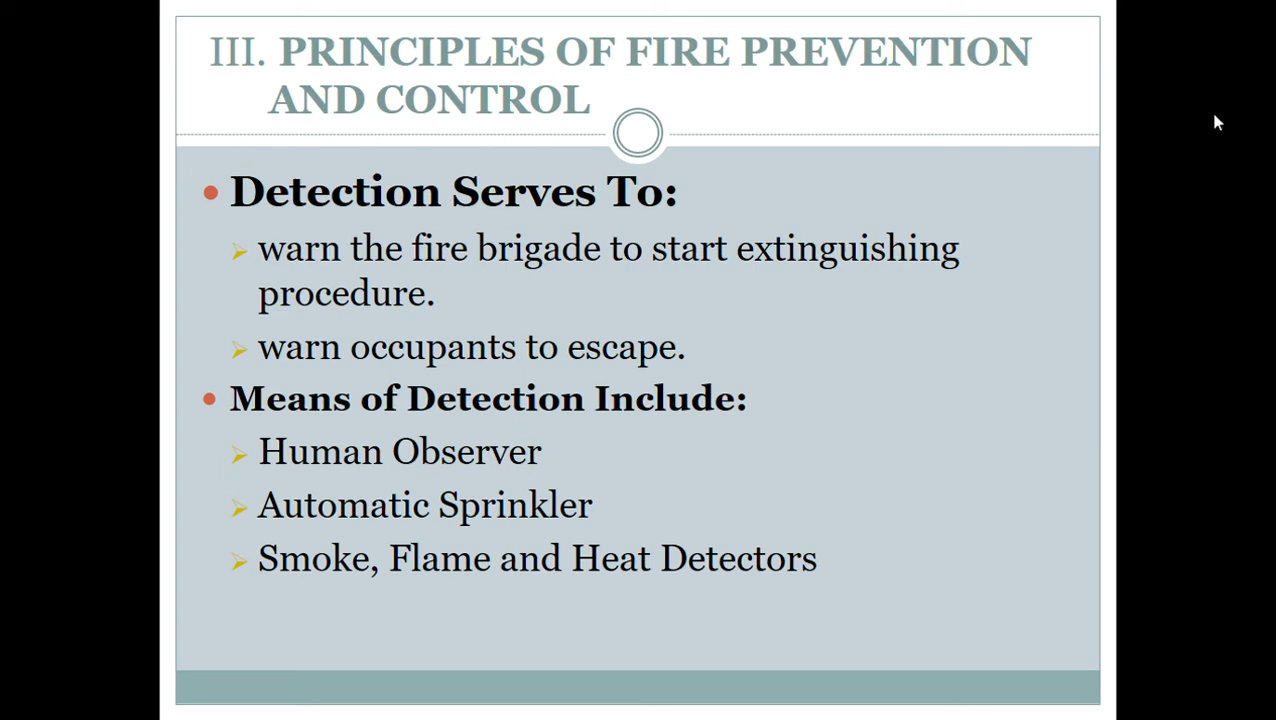 III. PRINCIPLES OF FIRE PREVENTION
AND CONTROL
Detection Serves To:
warn the fire brigade to start extinguishing
procedure.
warn occupants to escape.
Means of Detection Include:
Human Observer
Automatic Sprinkler
Smoke, Flame and Heat Detectors